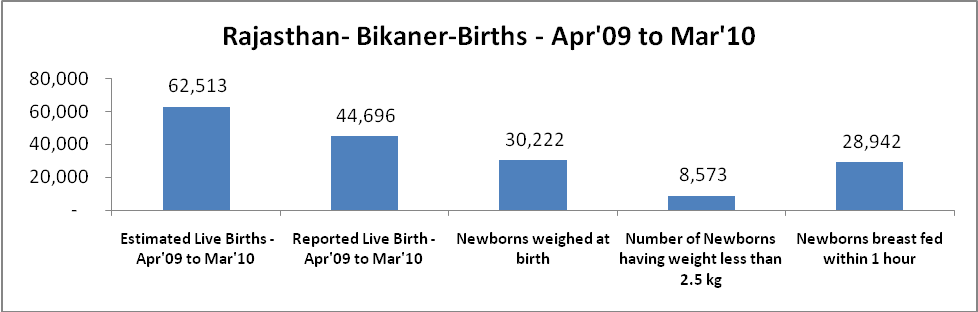 Rajasthan- Bikaner-Births - Apr'09 to Mar'10
80,000
60,000
40,000
20,000
-
62,513
44,696
30,222
8,573
28,942
Estimated Live Births -
Apr'09 to Mar'10
Reported Live Birth -
Apr'09 to Mar'10
Newborns weighed at
birth
Number of Newborns
having weight less than
2.5 kg
Newborns breast fed
within 1 hour